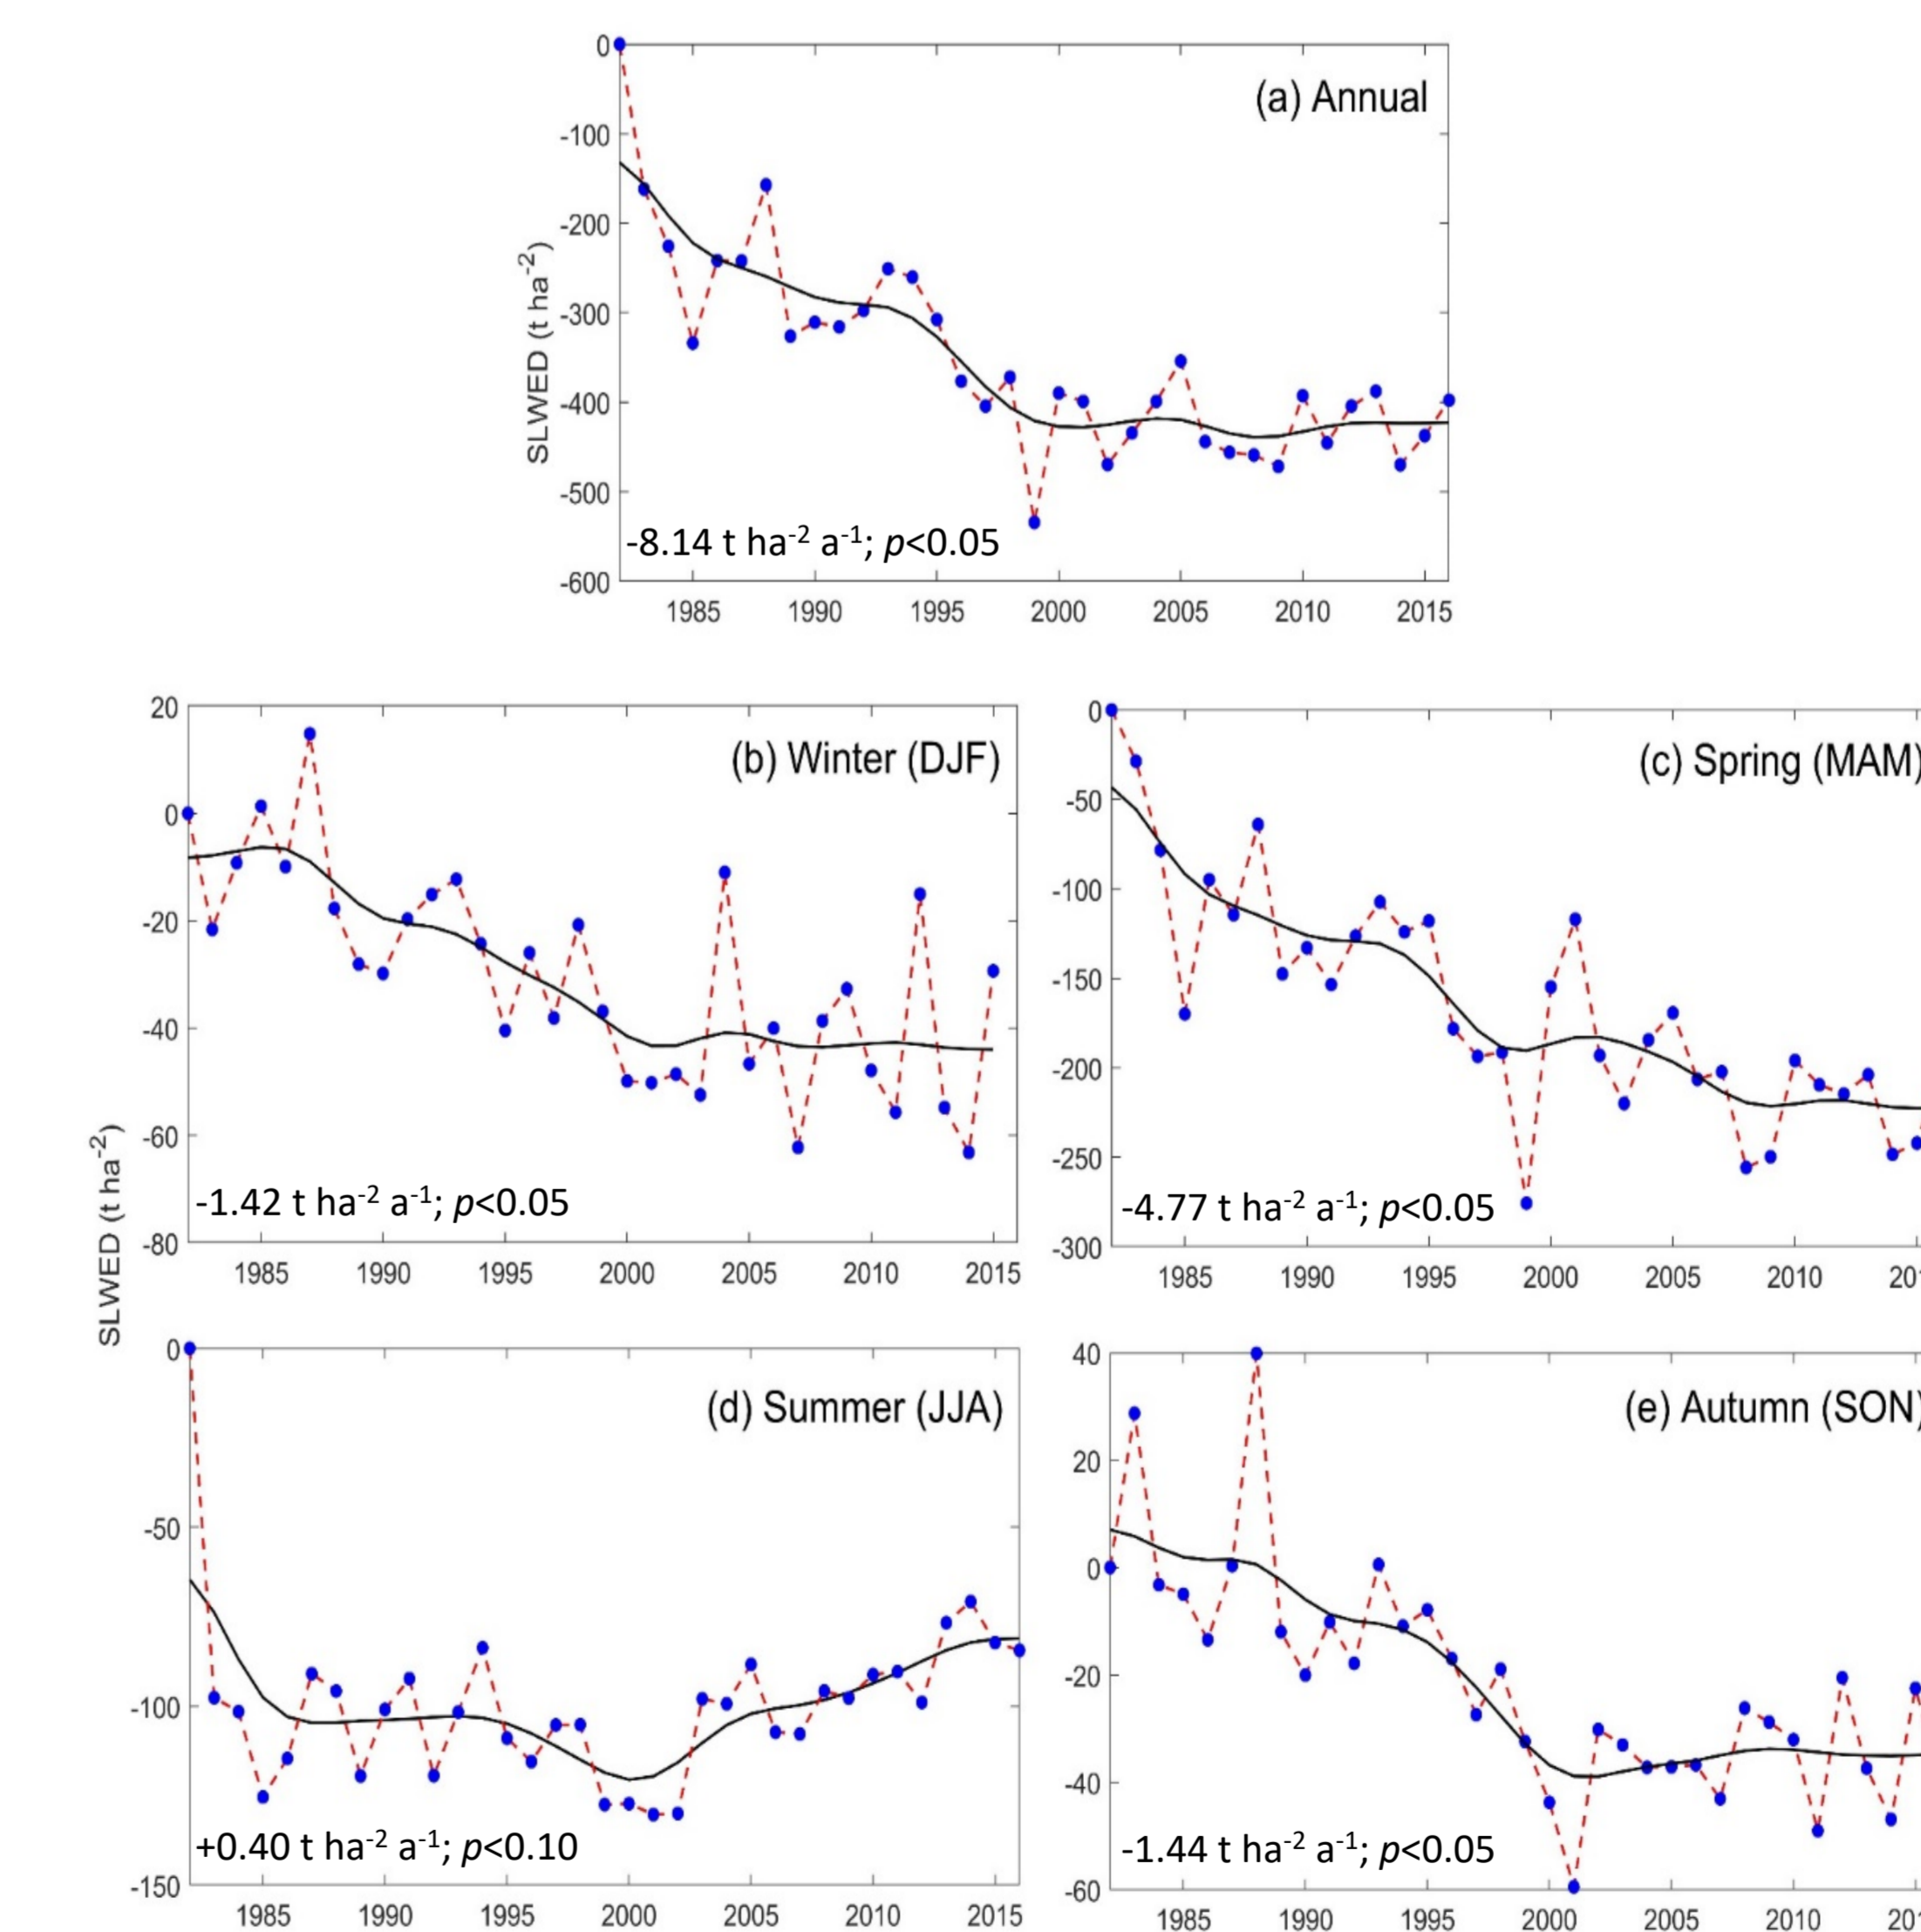 (a) Annual
0
-100
-200
-300
-400
-500
-600
SLWED (t ha-2)
-8.14 t ha-2 a-1; p<0.05
1985 1990 1995 2000 2005 2010 2015
(b) Winter (DJF)
20
0
-20
-40
-60
-80
-1.42 t ha-2 a-1; p<0.05
1985 1990 1995 2000 2005 2010 2015
(c) Spring (MAM)
0
-50
-100
-150
-200
-250
-300
-4.77 t ha-2 a-1; p<0.05
1985 1990 1995 2000 2005 2010 201
SLWED (t ha-2)
(d) Summer (JJA)
0
-50
-100
-150
+0.40 t ha-2 a-1; p<0.10
1985 1990 1995 2000 2005 2010 2015
(e) Autumn (SON)
40
20
0
-20
-40
-60
-1.44 t ha-2 a-1; p<0.05
1985 1990 1995 2000 2005 2010 201